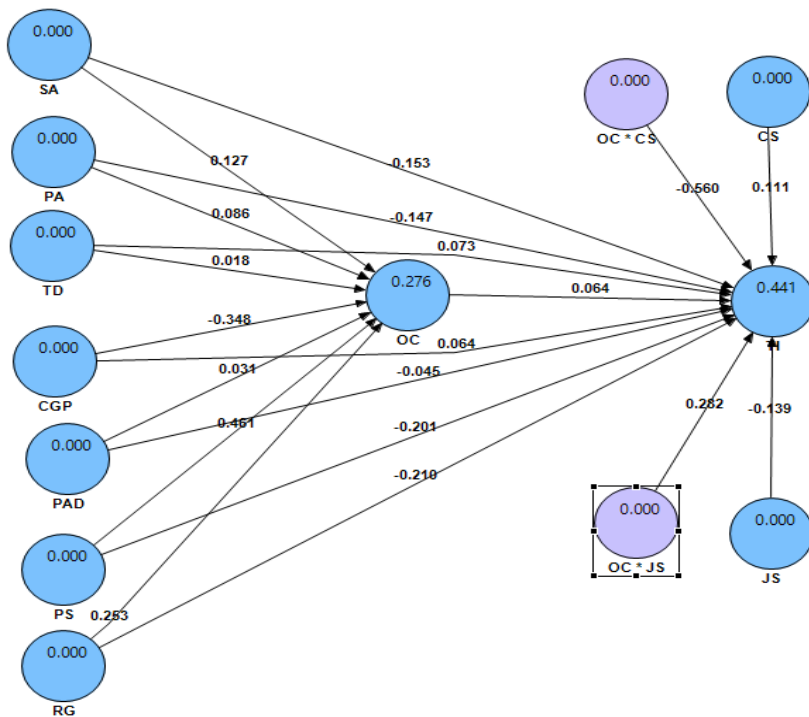 0.000
SA
0.000
OC * CS
0.000
CS
0.127
-0.153
-0.560
0.111
0.000
PA
0.086
-0.147
0.000
TD
0.073
0.018
0.276
OC
0.064
0.441
TI
-0.348
0.000
CGP
0.064
0.031
-0.045
0.282
-0.139
0.461
-0.201
0.000
PAD
-0.210
0.000
OC * JS
0.000
JS
0.000
PS
0.253
0.000
RG